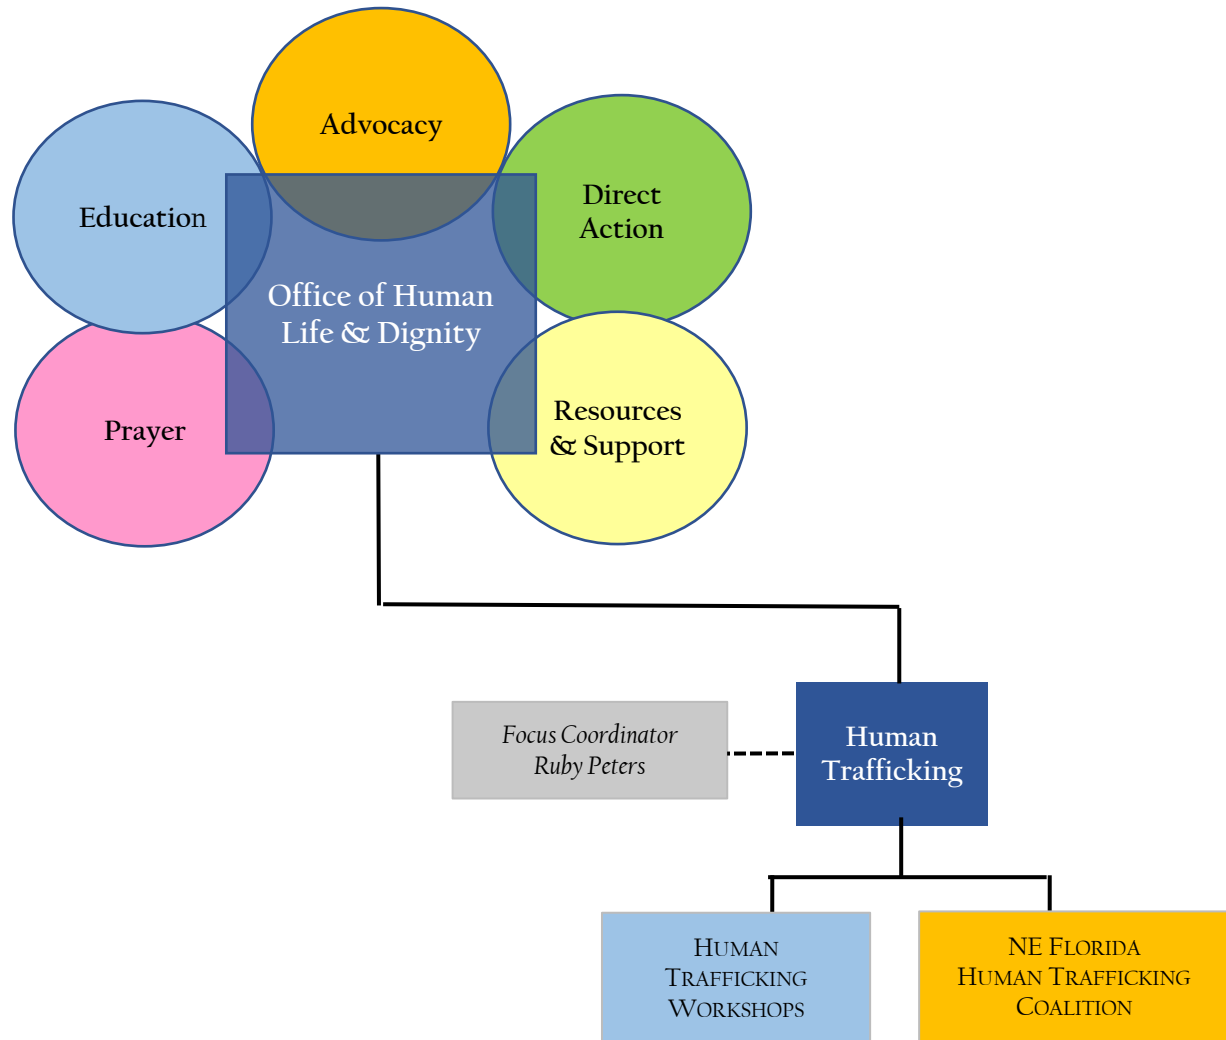 Advocacy
Education
Direct
Action
Office of Human
Life & Dignity
Prayer
Resources
& Support
Focus Coordinator
Ruby Peters
Human
Trafficking
HUMAN
TRAFFICKING
WORKSHOPS
NE FLORIDA
HUMAN TRAFFICKING
COALITION